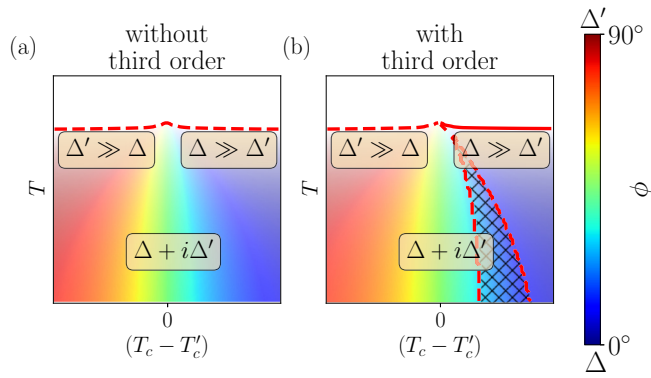 (a)
without
third order
T
Δ′ ≫ Δ
Δ ≫ Δ′
Δ + iΔ′
0
(T_c − T′_c)
(b)
with
third order
T
Δ′ ≫ Δ
Δ ≫ Δ′
Δ + iΔ′
0
(T_c − T′_c)
Δ′
90°
ϕ
0°
Δ